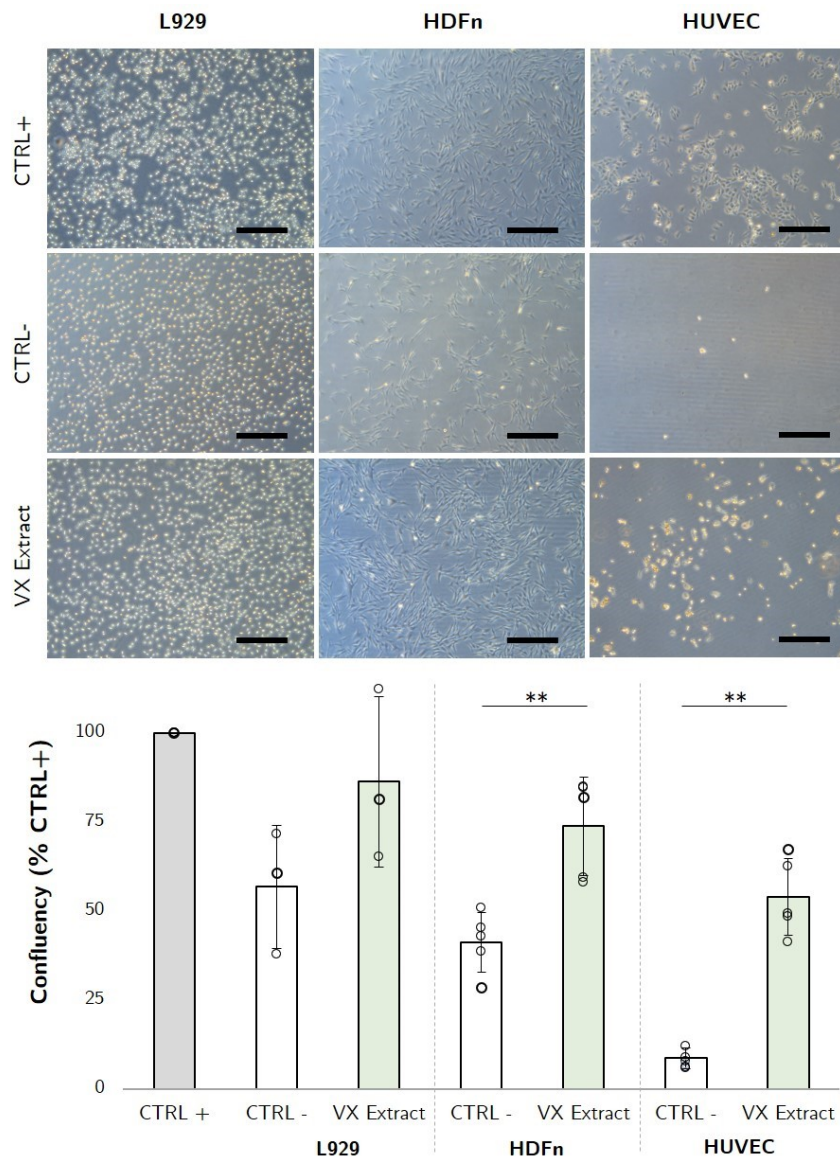 L929 HDFn HUVEC
CTRL+
CTRL-
VX Extract
** **
Confluency (% CTRL+)
100
75
50
25
0
CTRL + CTRL - VX Extract CTRL - VX Extract CTRL - VX Extract
L929 HDFn HUVEC